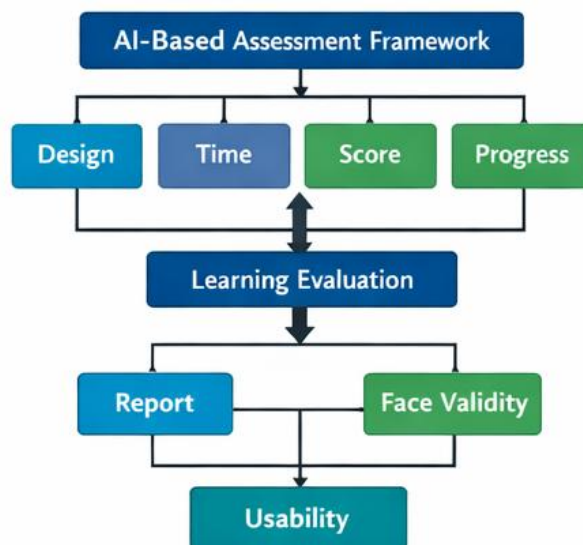 AI-Based Assessment Framework
Design
Time
Score
Progress
Learning Evaluation
Report
Face Validity
Usability